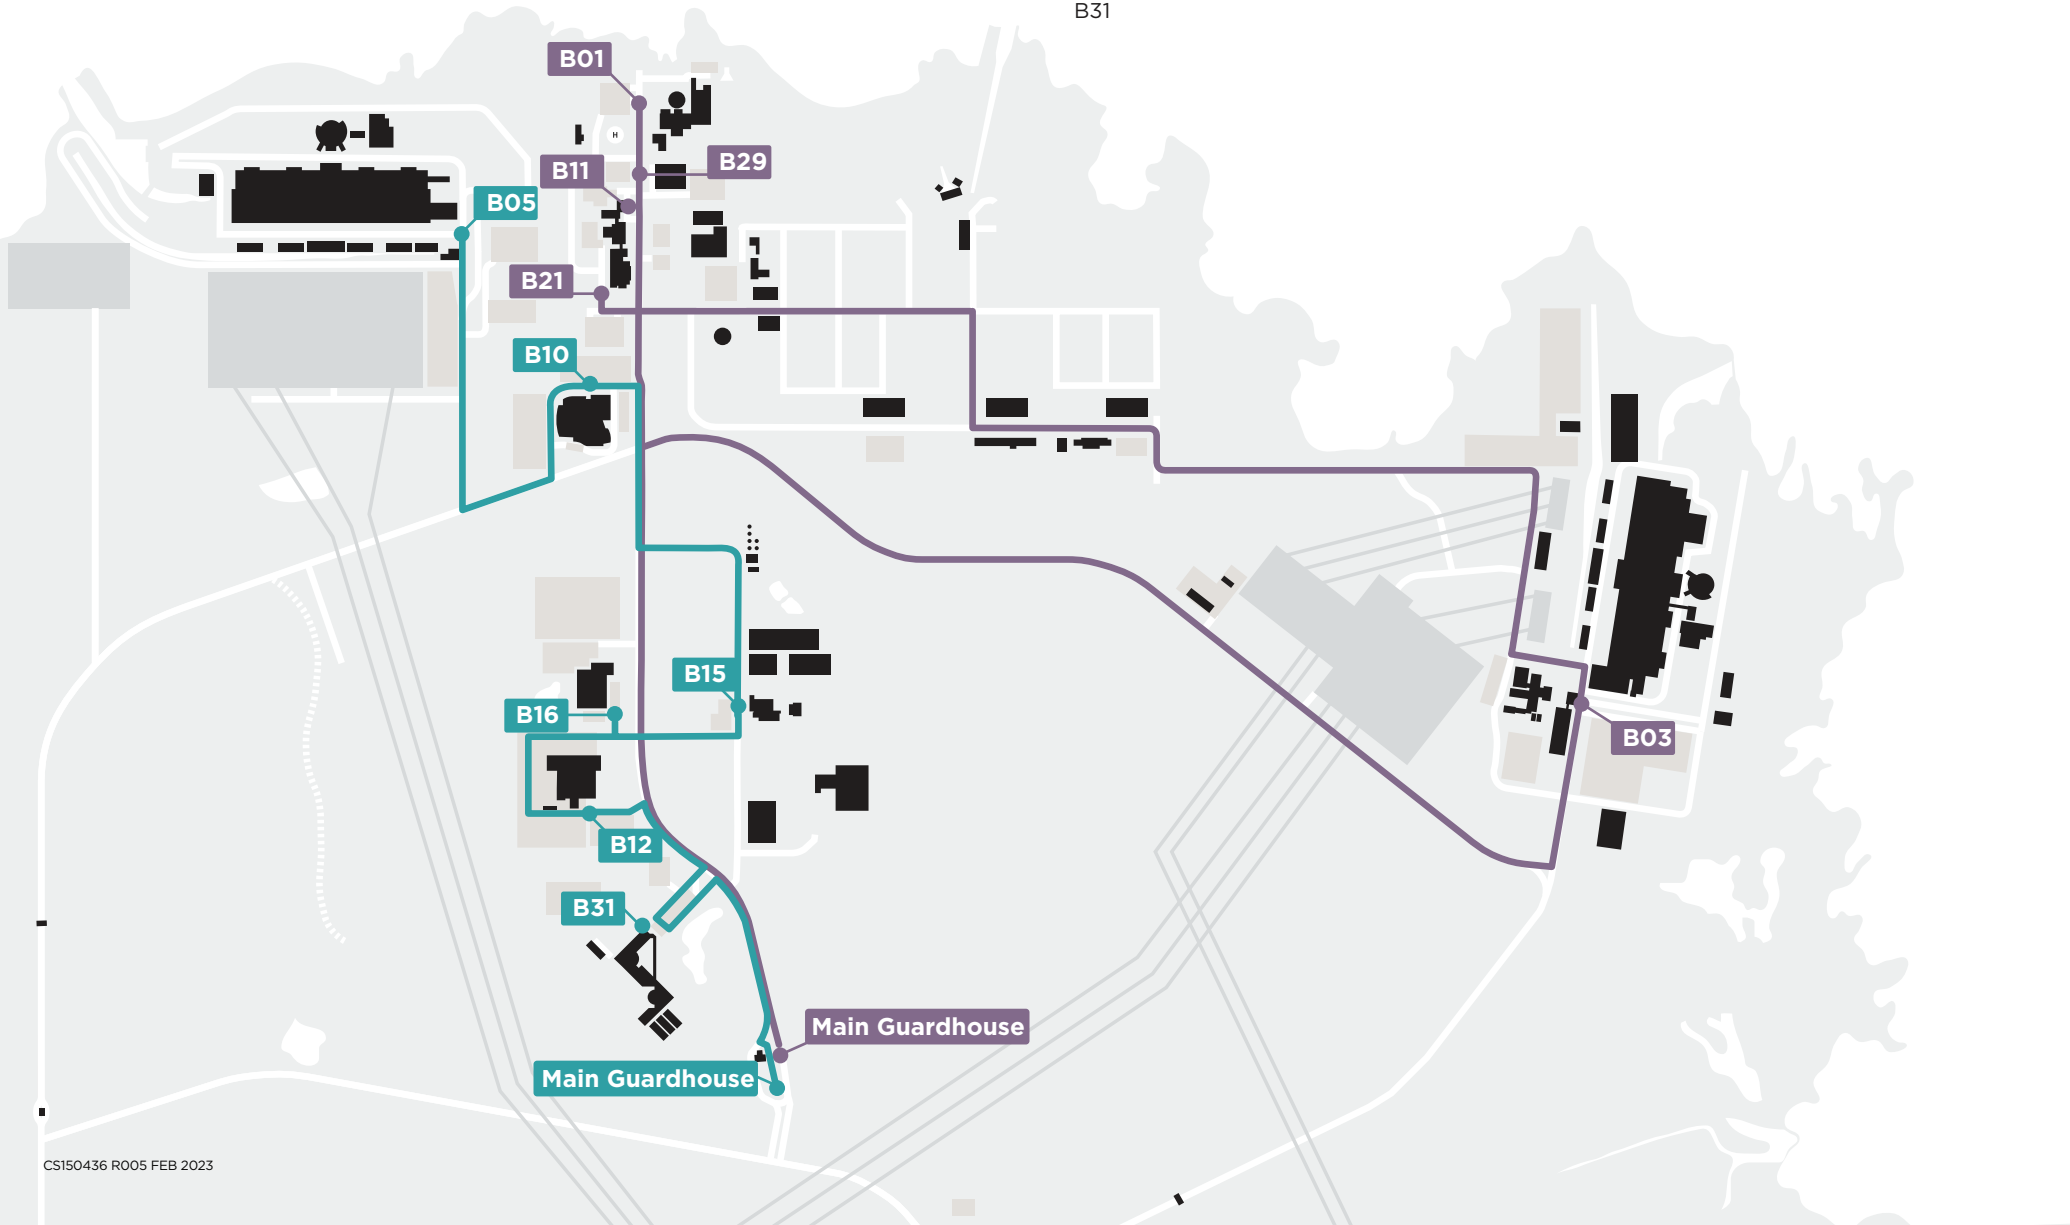 B31
B01
B29
B11
B05
B21
B10
H
B15
B16
B03
B12
B31
Main Guardhouse
Main Guardhouse
CS150436 R005 FEB 2023